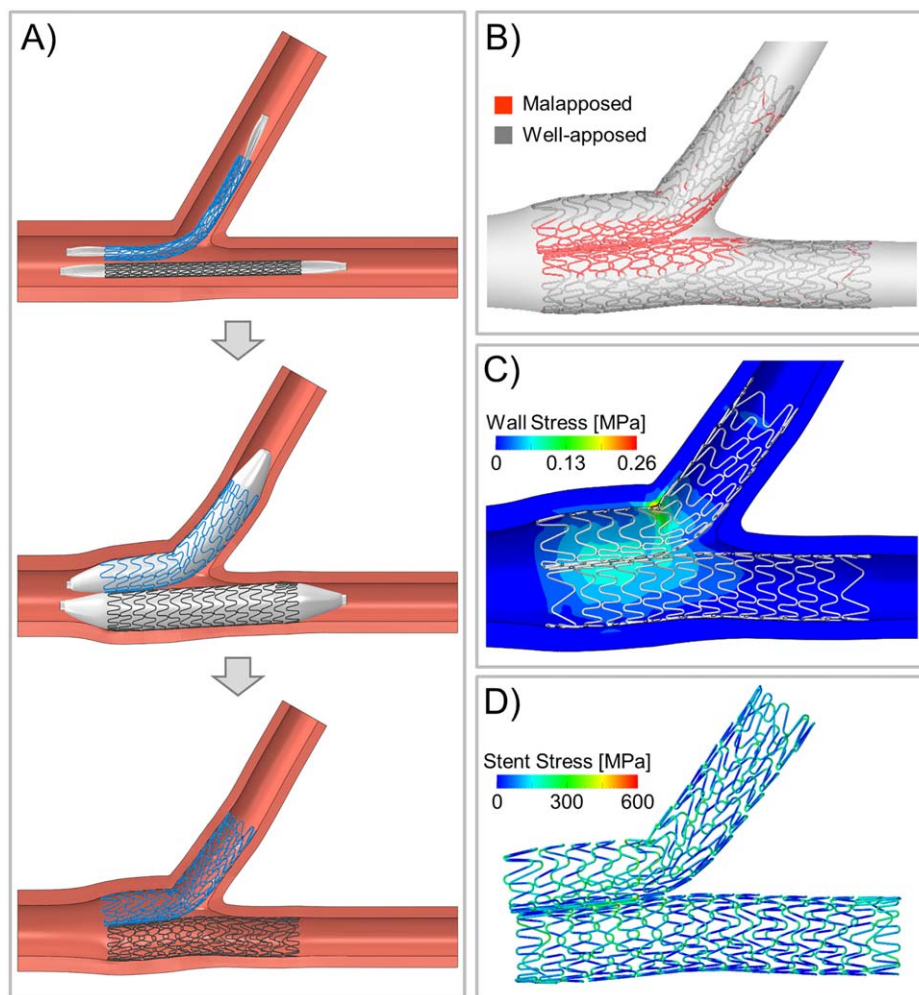 A)
B)
Malapposed
Well-apposed
C)
Wall Stress [MPa]
0 0.13 0.26
D)
Stent Stress [MPa]
0 300 600